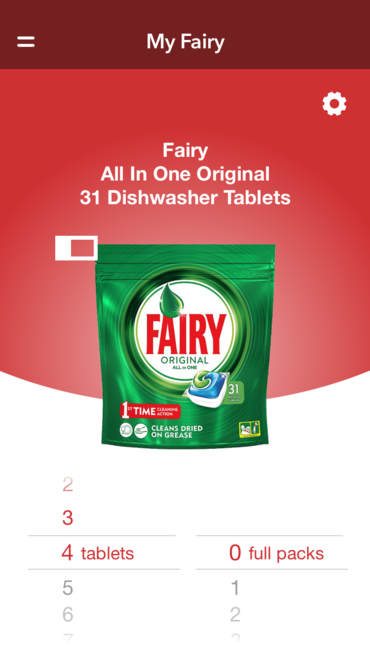 My Fairy
Fairy
All In One Original
31 Dishwasher Tablets
FAIRY
ORIGINAL
ALL in ONE
31
1ST TIME CLEANING ACTION
CLEANS DRIED
ON GREASE
2
3
4 tablets
0 full packs
5
1
6
2